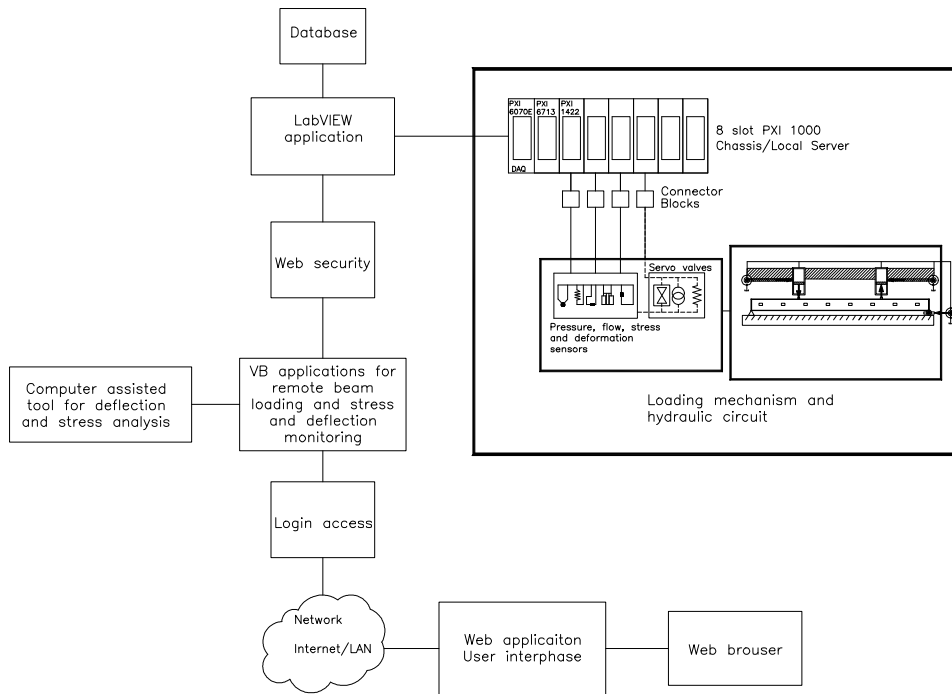 Database
LabVIEW
application
PXI
6070E
PXI
6713
PXI
1422
DAQ
8 slot PXI 1000
Chassis/Local Server
Connector
Blocks
Web security
Servo valves
Pressure, flow, stress
and deformation
sensors
Loading mechanism and
hydraulic circuit
Computer assisted
tool for deflection
and stress analysis
VB applications for
remote beam
loading and stress
and deflection
monitoring
Login access
Network
Internet/LAN
Web applicaiton
User interphase
Web brouser